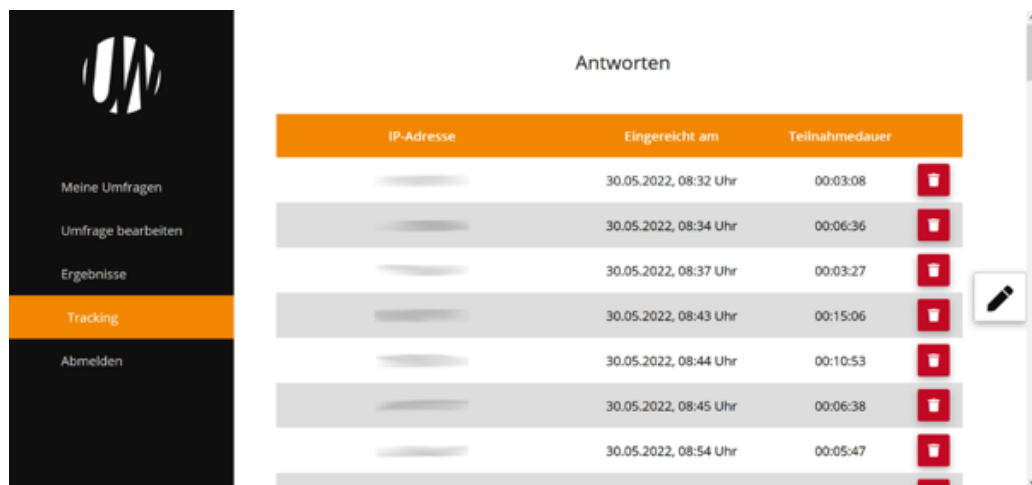 Meine Umfragen
Umfrage bearbeiten
Ergebnisse
Tracking
Abmelden
Antworten
IP-Adresse Eingereicht am Teilnahmedauer
30.05.2022, 08:32 Uhr 00:03:08
30.05.2022, 08:34 Uhr 00:06:36
30.05.2022, 08:37 Uhr 00:03:27
30.05.2022, 08:43 Uhr 00:15:06
30.05.2022, 08:44 Uhr 00:10:53
30.05.2022, 08:45 Uhr 00:06:38
30.05.2022, 08:54 Uhr 00:05:47